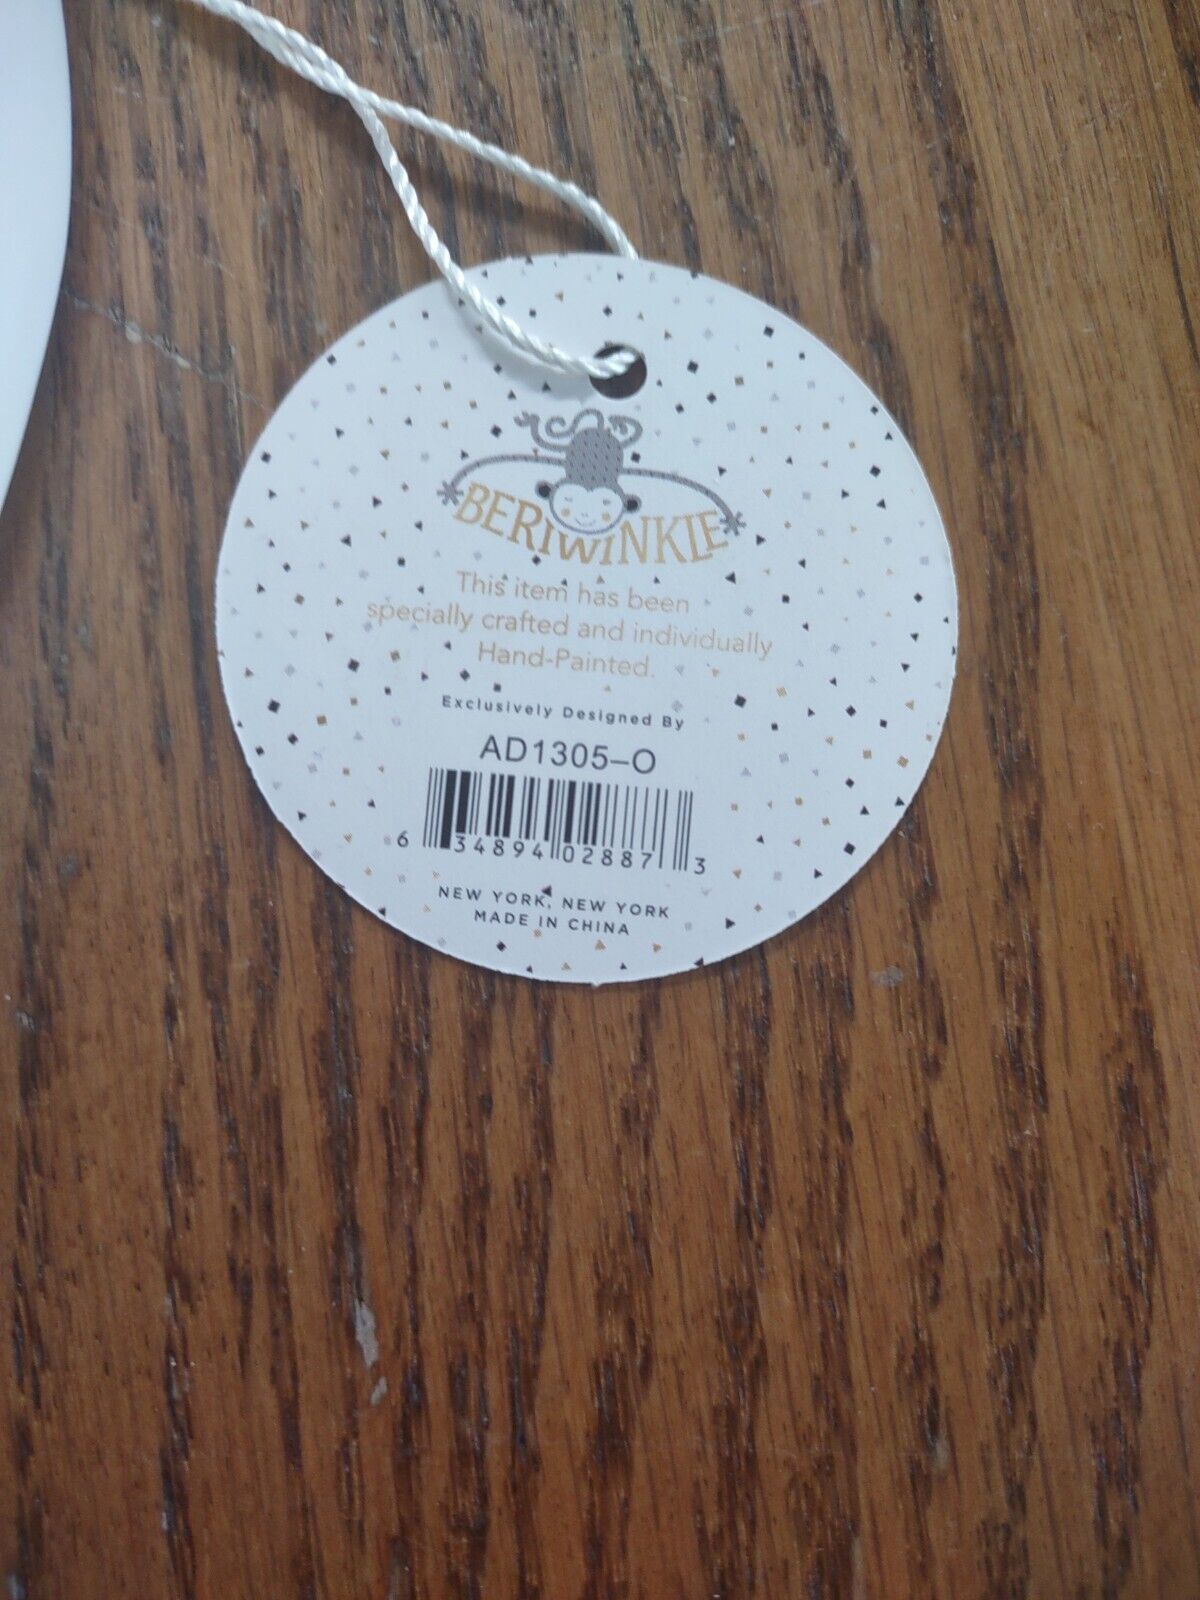 BERIWINKLE
This item has been
specially crafted and individually
Hand-Painted.
Exclusively Designed By
AD1305–O
6 34894 02887 3
NEW YORK, NEW YORK
MADE IN CHINA